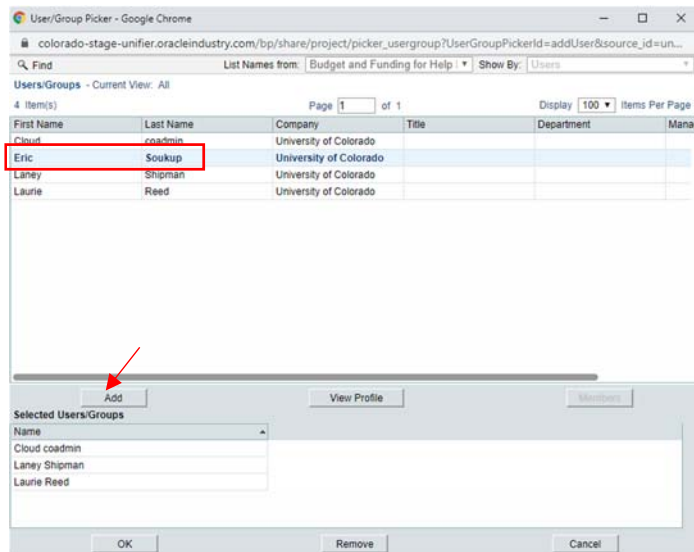 User/Group Picker - Google Chrome
colorado-stage-unifier.oracleindustry.com/bp/share/project/picker_usergroup?UserGroupPickerId=addUser&source_id=un...
Find List Names from: Budget and Funding for Help Show By: Users
Users/Groups - Current View: All
4 Item(s) Page 1 of 1 Display 100 Items Per Page
First Name Last Name Company Title Department Mana
Cloud coadmin University of Colorado
Eric Soukup University of Colorado
Laney Shipman University of Colorado
Laurie Reed University of Colorado
Add View Profile Members
Selected Users/Groups
Name
Cloud coadmin
Laney Shipman
Laurie Reed
OK Remove Cancel